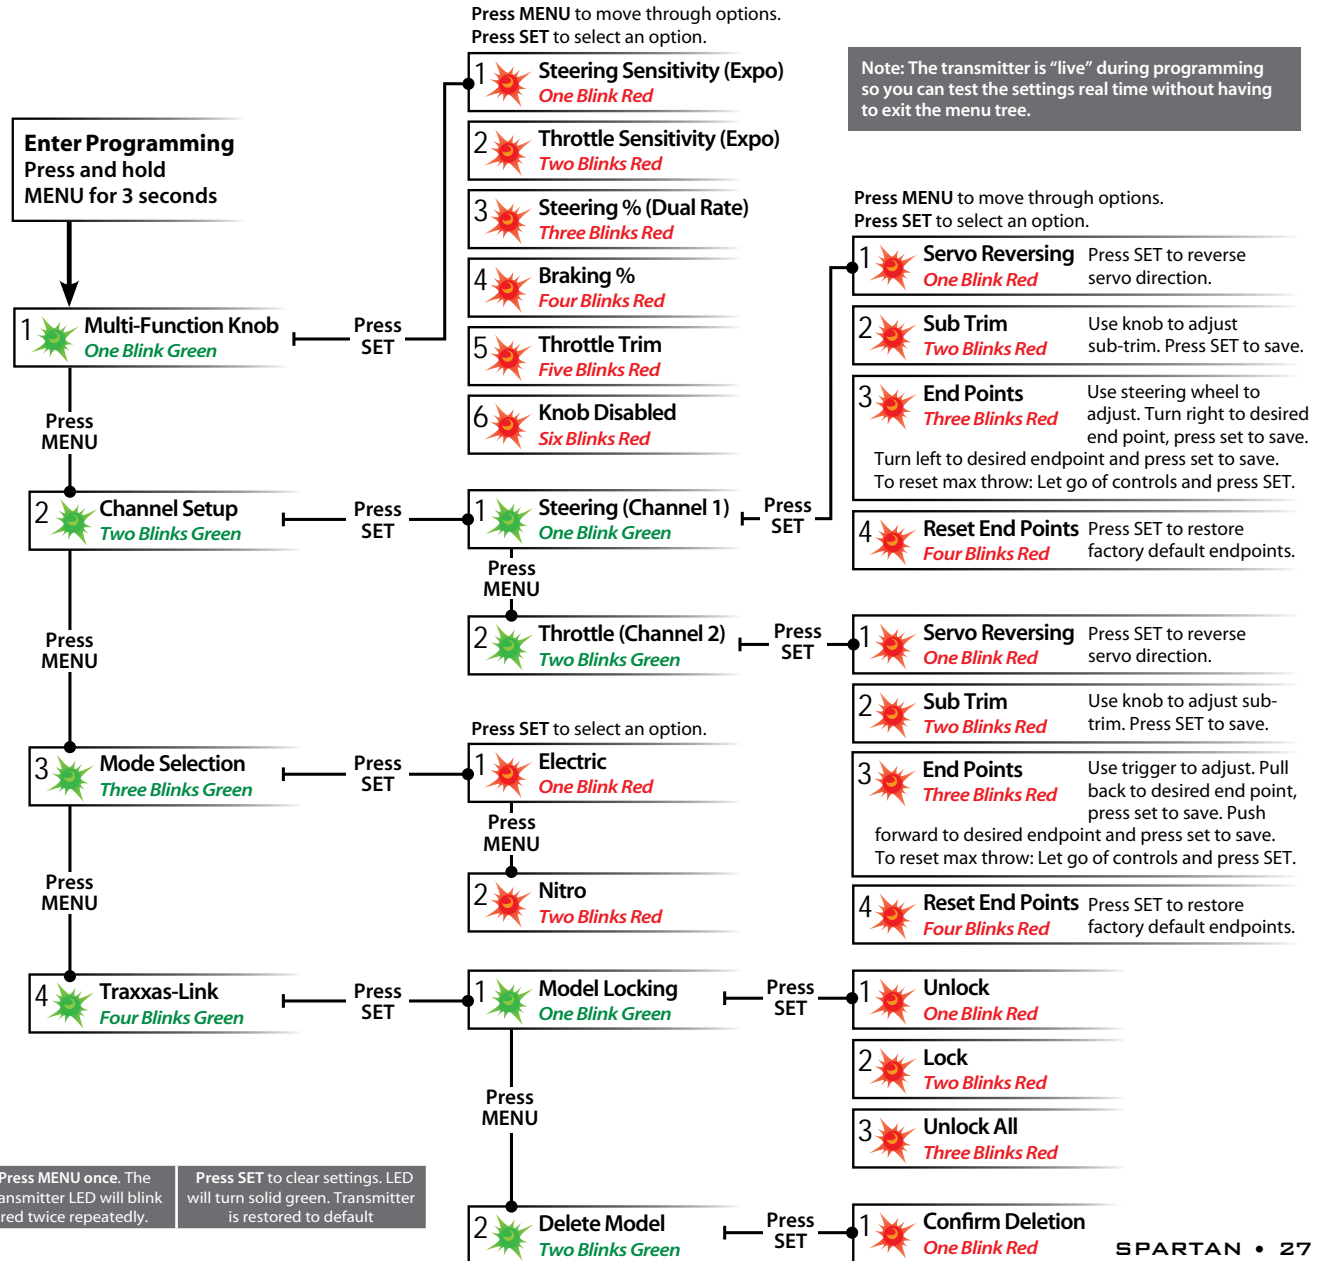 Press MENU to move through options.
Press SET to select an option.
1 Steering Sensitivity (Expo)
One Blink Red
2 Throttle Sensitivity (Expo)
Two Blinks Red
3 Steering % (Dual Rate)
Three Blinks Red
4 Braking %
Four Blinks Red
5 Throttle Trim
Five Blinks Red
6 Knob Disabled
Six Blinks Red
Note: The transmitter is “live” during programming
so you can test the settings real time without having
to exit the menu tree.
Enter Programming
Press and hold
MENU for 3 seconds
1 Multi-Function Knob
One Blink Green
Press
SET
Press
MENU
2 Channel Setup
Two Blinks Green
Press
SET
1 Steering (Channel 1)
One Blink Green
Press
SET
Press
MENU
2 Throttle (Channel 2)
Two Blinks Green
Press
SET
Press MENU to move through options.
Press SET to select an option.
1 Servo Reversing
One Blink Red
Press SET to reverse
servo direction.
2 Sub Trim
Two Blinks Red
Use knob to adjust
sub-trim. Press SET to save.
3 End Points
Three Blinks Red
Use steering wheel to
adjust. Turn right to desired
end point, press set to save.
Turn left to desired endpoint and press set to save.
To reset max throw: Let go of controls and press SET.
4 Reset End Points
Four Blinks Red
Press SET to restore
factory default endpoints.
1 Servo Reversing
One Blink Red
Press SET to reverse
servo direction.
2 Sub Trim
Two Blinks Red
Use knob to adjust sub-
trim. Press SET to save.
3 End Points
Three Blinks Red
Use trigger to adjust. Pull
back to desired end point,
press set to save. Push
forward to desired endpoint and press set to save.
To reset max throw: Let go of controls and press SET.
4 Reset End Points
Four Blinks Red
Press SET to restore
factory default endpoints.
Press
MENU
3 Mode Selection
Three Blinks Green
Press
SET
Press SET to select an option.
1 Electric
One Blink Red
Press
MENU
2 Nitro
Two Blinks Red
Press
MENU
4 Traxxas-Link
Four Blinks Green
Press
SET
1 Model Locking
One Blink Green
Press
SET
1 Unlock
One Blink Red
2 Lock
Two Blinks Red
3 Unlock All
Three Blinks Red
Press
MENU
2 Delete Model
Two Blinks Green
Press
SET
1 Confirm Deletion
One Blink Red
Press MENU once. The
ansmitter LED will blink
red twice repeatedly.
Press SET to clear settings. LED
will turn solid green. Transmitter
is restored to default
SPARTAN • 27